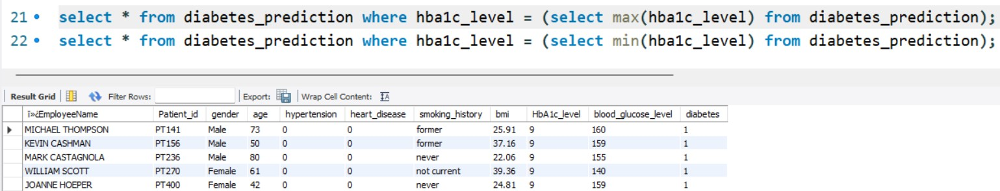 21 • select * from diabetes_prediction where hba1c_level = (select max(hba1c_level) from diabetes_prediction);
22 • select * from diabetes_prediction where hba1c_level = (select min(hba1c_level) from diabetes_prediction);
Result Grid Filter Rows: Export: Wrap Cell Content: IA
ï»¿EmployeeName Patient_id gender age hypertension heart_disease smoking_history bmi HbA1c_level blood_glucose_level diabetes
MICHAEL THOMPSON PT141 Male 73 0 0 former 25.91 9 160 1
KEVIN CASHMAN PT156 Male 50 0 0 former 37.16 9 159 1
MARK CASTAGNOLA PT236 Male 80 0 0 never 22.06 9 155 1
WILLIAM SCOTT PT270 Female 61 0 0 not current 39.36 9 140 1
JOANNE HOEPER PT400 Female 42 0 0 never 24.81 9 159 1